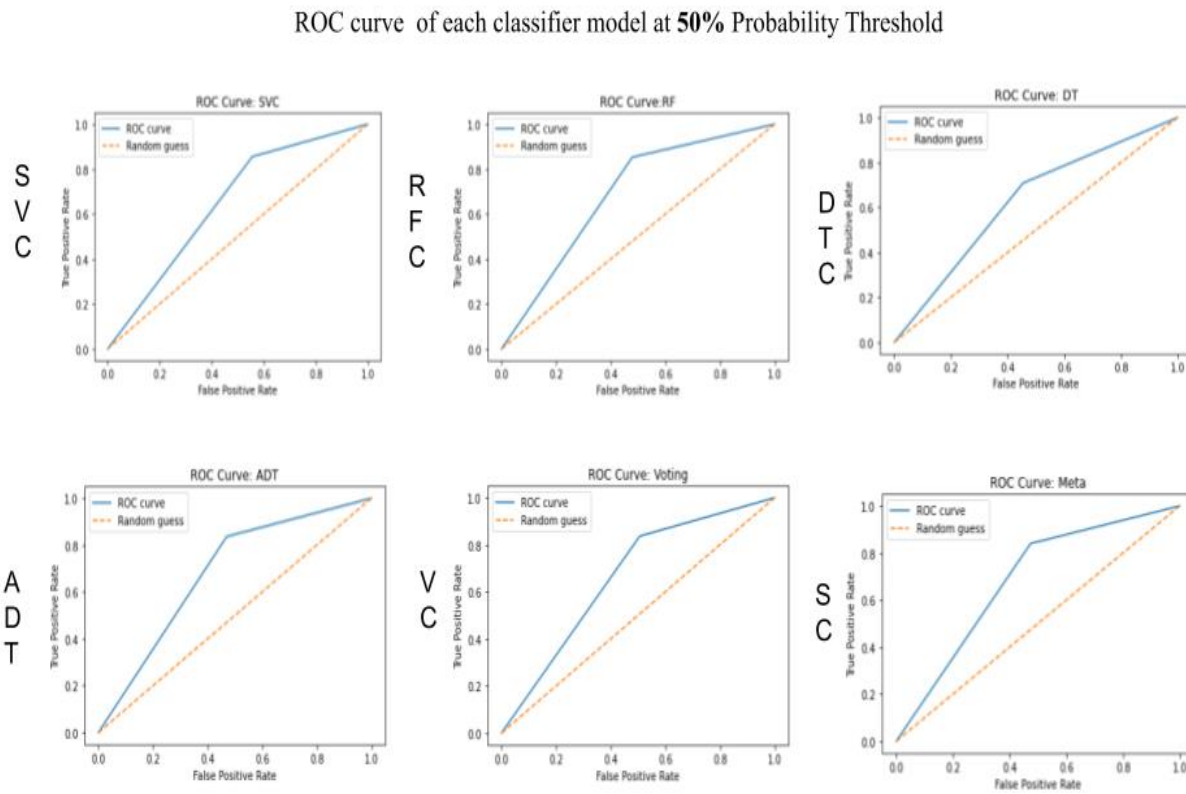 ROC curve of each classifier model at 50% Probability Threshold
S
V
C
ROC Curve: SVC
ROC curve
Random guess
True Positive Rate
1.0
0.8
0.6
0.4
0.2
0.0
0.0 0.2 0.4 0.6 0.8 1.0
False Positive Rate
R
F
C
ROC Curve:RF
ROC curve
Random guess
True Positive Rate
1.0
0.8
0.6
0.4
0.2
0.0
0.0 0.2 0.4 0.6 0.8 1.0
False Positive Rate
D
T
C
ROC Curve: DT
ROC curve
Random guess
True Positive Rate
1.0
0.8
0.6
0.4
0.2
0.0
0.0 0.2 0.4 0.6 0.8 1.0
False Positive Rate
A
D
T
ROC Curve: ADT
ROC curve
Random guess
True Positive Rate
1.0
0.8
0.6
0.4
0.2
0.0
0.0 0.2 0.4 0.6 0.8 1.0
False Positive Rate
V
C
ROC Curve: Voting
ROC curve
Random guess
True Positive Rate
1.0
0.8
0.6
0.4
0.2
0.0
0.0 0.2 0.4 0.6 0.8 1.0
False Positive Rate
S
C
ROC Curve: Meta
ROC curve
Random guess
True Positive Rate
1.0
0.8
0.6
0.4
0.2
0.0
0.0 0.2 0.4 0.6 0.8 1.0
False Positive Rate